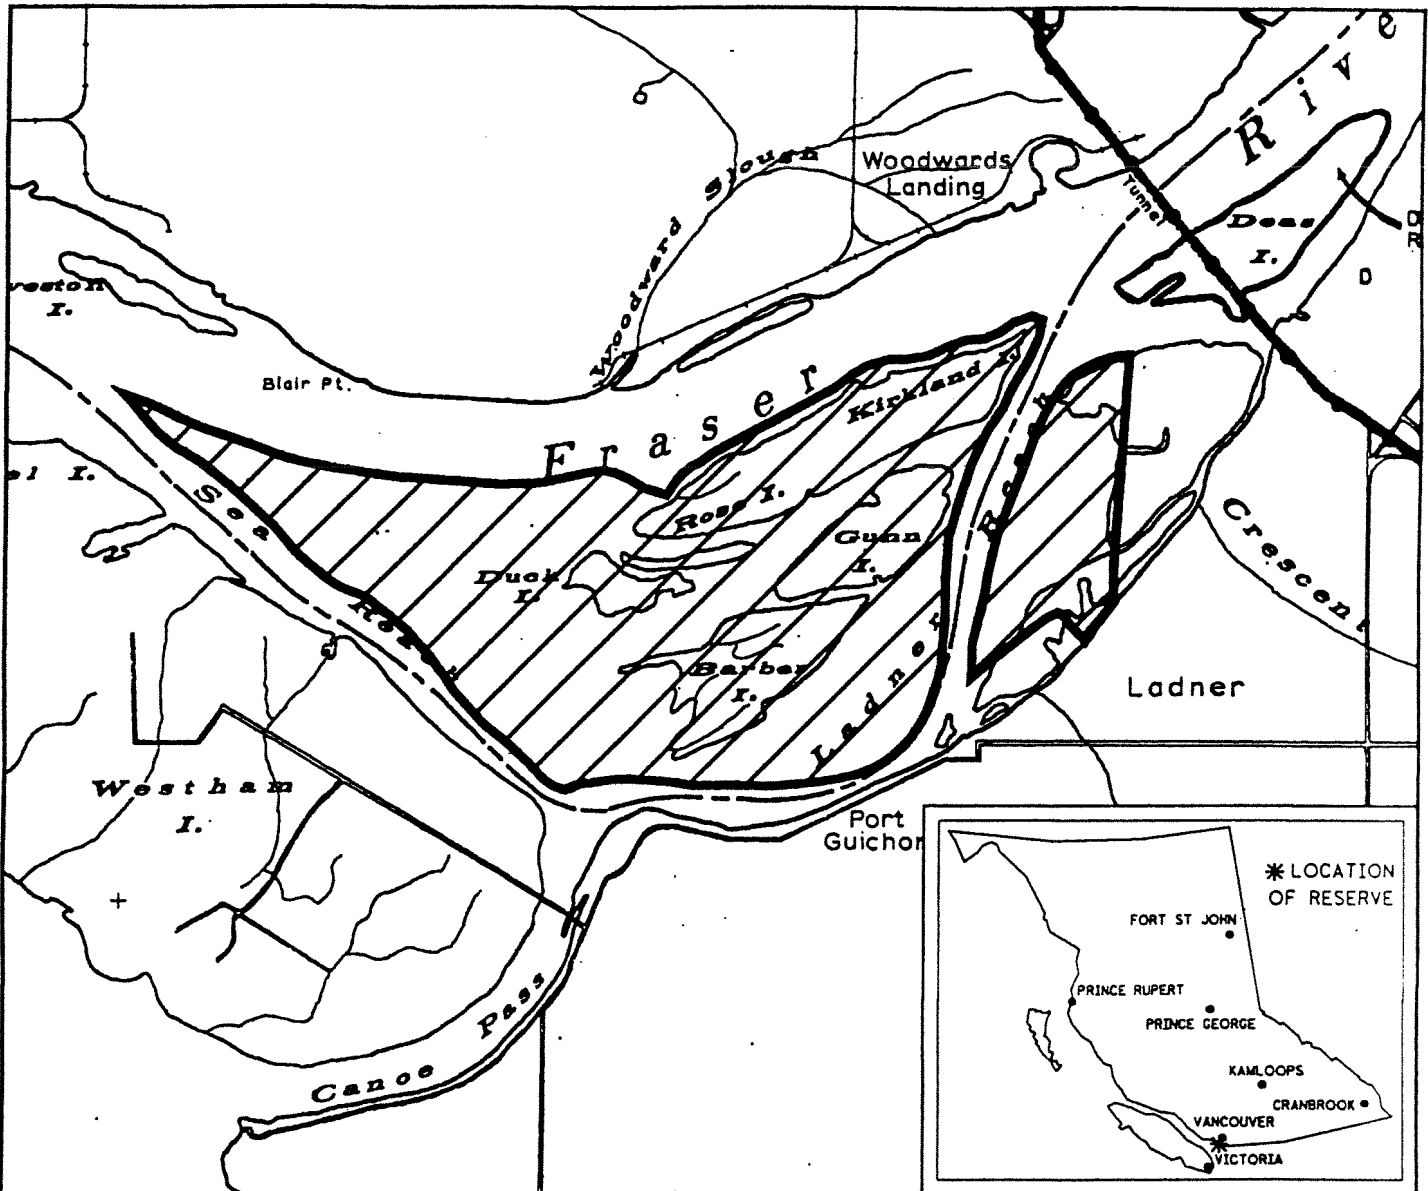 River
Woodward Slough
Woodwards
Landing
Tunnel
Deas
I.
D
R
D
veston
I.
Blair Pt.
Fraser
Kirkland I.
Reach
el I.
Sea
Rose I.
Gunn
I.
Duck
I.
Crescent
Reach
Barber
I.
Ladner
Ladner
Westham
I.
Port
Guichon
Canoe Pass
* LOCATION
OF RESERVE
FORT ST JOHN
PRINCE RUPERT
PRINCE GEORGE
KAMLOOPS
CRANBROOK
VANCOUVER
VICTORIA